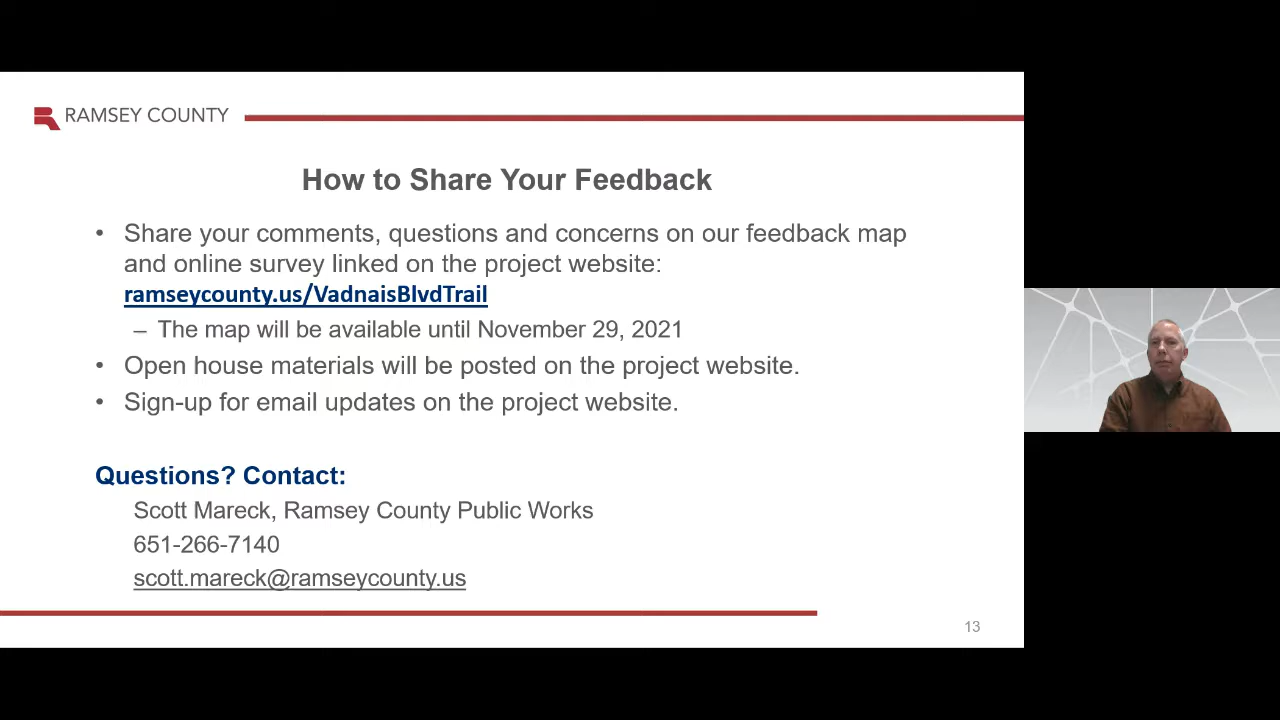 RAMSEY COUNTY
How to Share Your Feedback
• Share your comments, questions and concerns on our feedback map
and online survey linked on the project website:
ramseycounty.us/VadnaisBlvdTrail
– The map will be available until November 29, 2021
• Open house materials will be posted on the project website.
• Sign-up for email updates on the project website.
Questions? Contact:
Scott Mareck, Ramsey County Public Works
651-266-7140
scott.mareck@ramseycounty.us
13